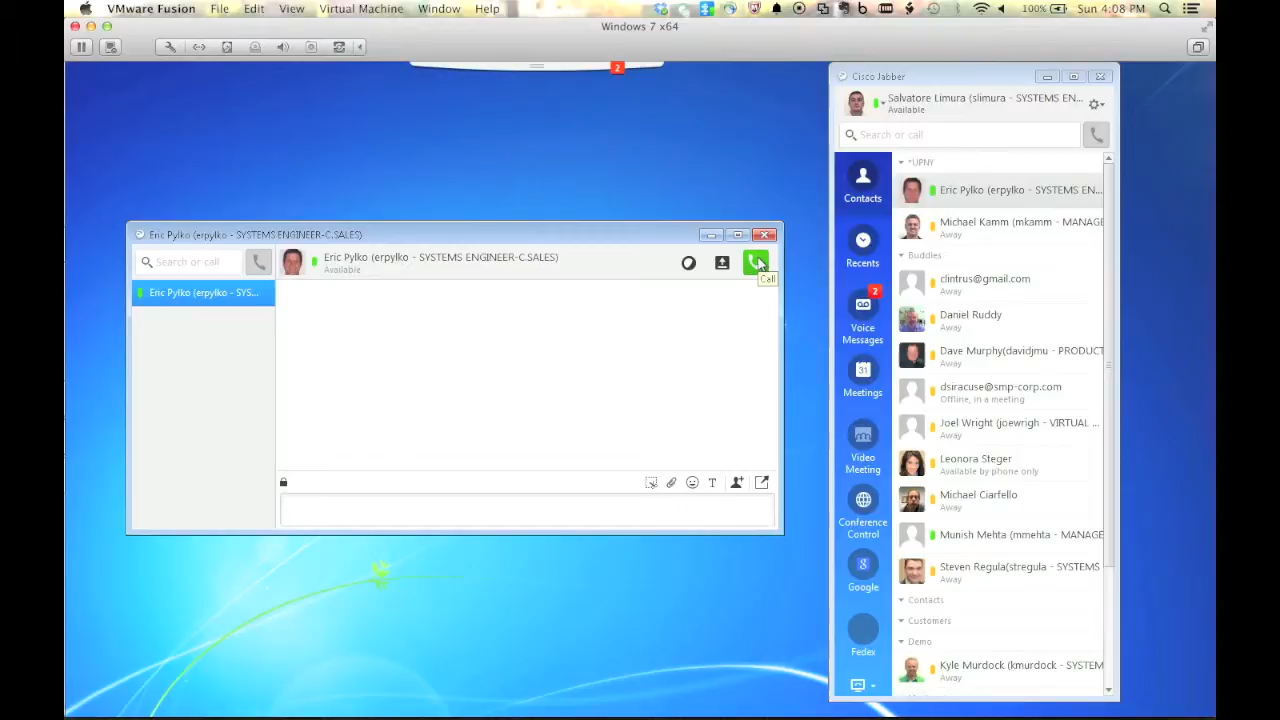 VMware Fusion File Edit View Virtual Machine Window Help 100% Sun 4:08 PM
Windows 7 x64
2
Cisco Jabber
Salvatore Limura (slimura - SYSTEMS EN...
Available
Search or call
Contacts
Recents
2
Voice
Messages
31
Meetings
Video
Meeting
Conference
Control
8
Google
Fedex
*UPNY
Eric Pylko (erpylko - SYSTEMS EN...
Michael Kamm (mkamm - MANAGE
Away
Buddies
clintrus@gmail.com
Away
Daniel Ruddy
Away
Dave Murphy(davidjmu - PRODUCT
Away
dsiracuse@smp-corp.com
Offline, in a meeting
Joel Wright (joewrigh - VIRTUAL ...
Away
Leonora Steger
Available by phone only
Michael Ciarfello
Away
Munish Mehta (mmehta - MANAGE
Steven Regula(stregula - SYSTEMS
Away
Contacts
Customers
Demo
Kyle Murdock (kmurdock - SYSTEM
Away
Eric Pylko (erpylko - SYSTEMS ENGINEER-C.SALES)
Search or call
Eric Pylko (erpylko - SYS...
Eric Pylko (erpylko - SYSTEMS ENGINEER-C.SALES)
Available
Call
T